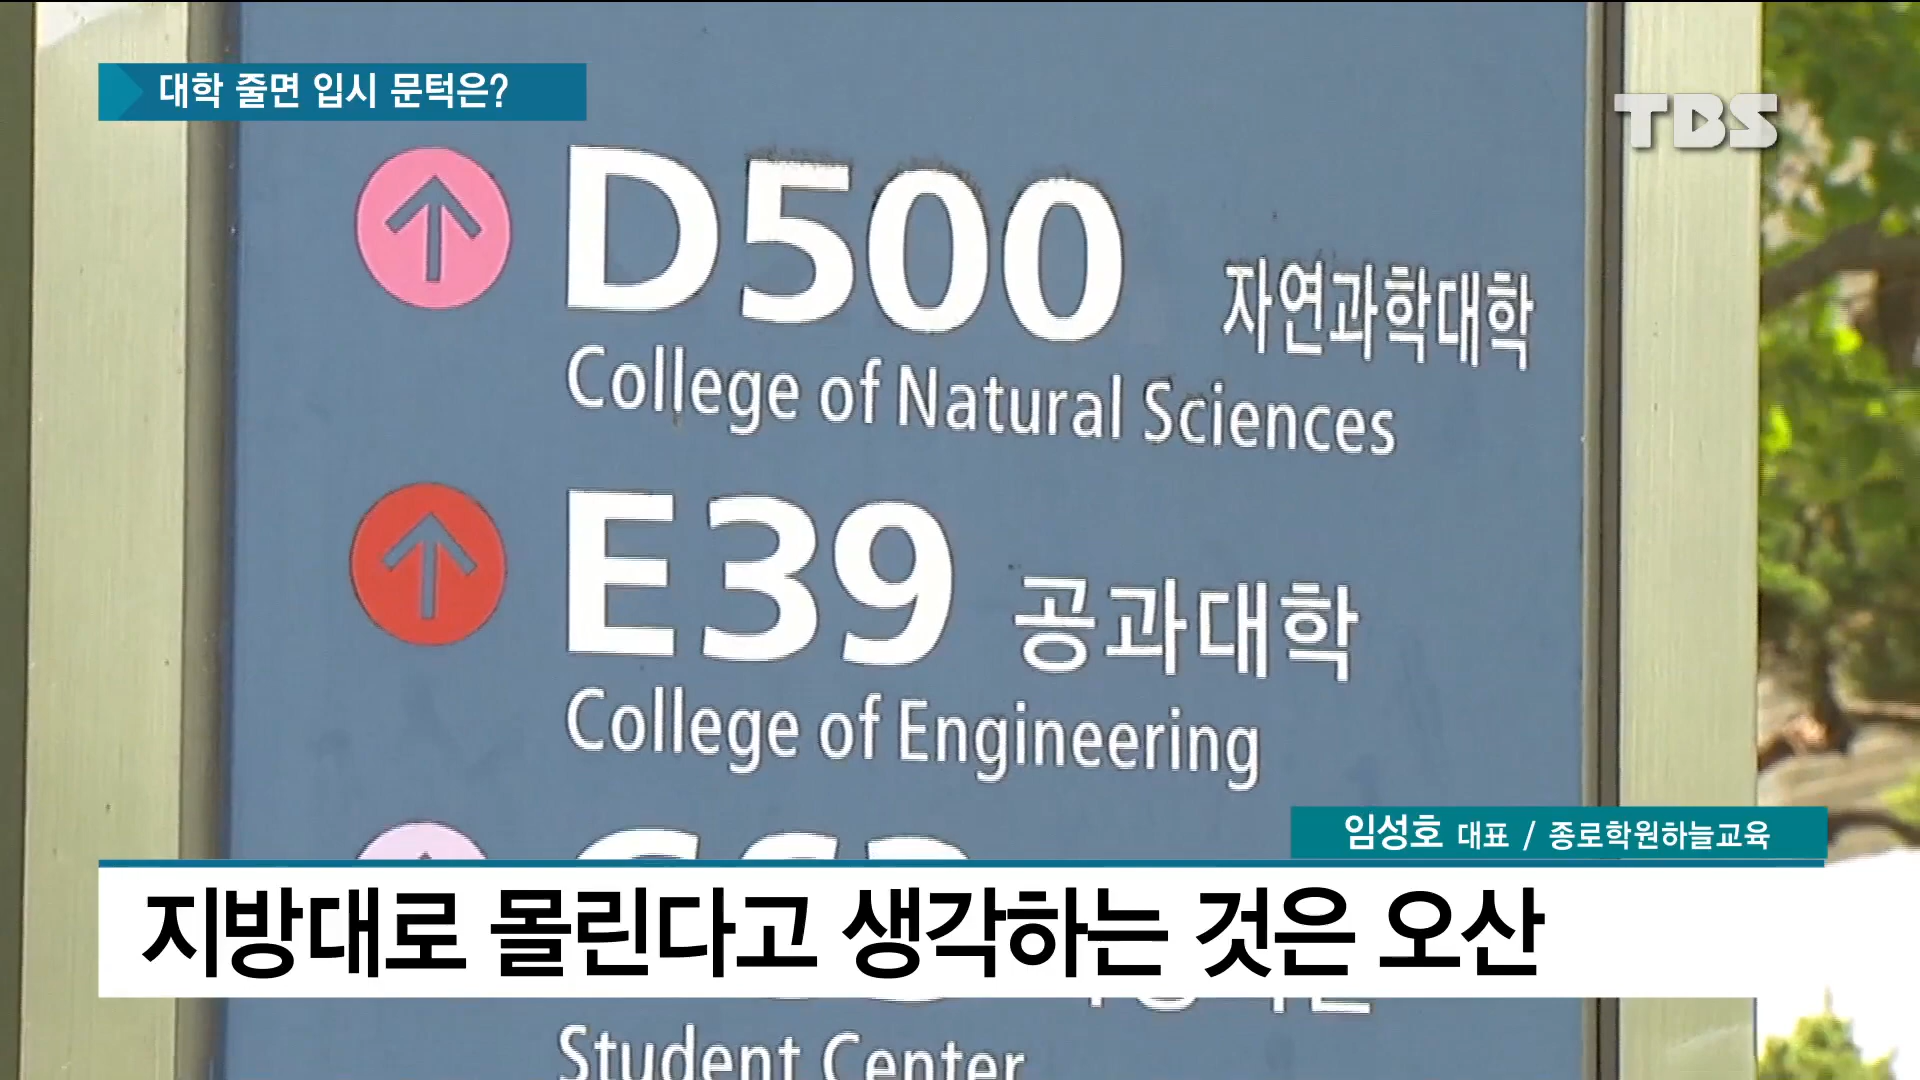 대학 줄면 입시 문턱은?
TBS
D500 자연과학대학
College of Natural Sciences
E39 공과대학
College of Engineering
임성호 대표 / 종로학원하늘교육
지방대로 몰린다고 생각하는 것은 오산
Student Center